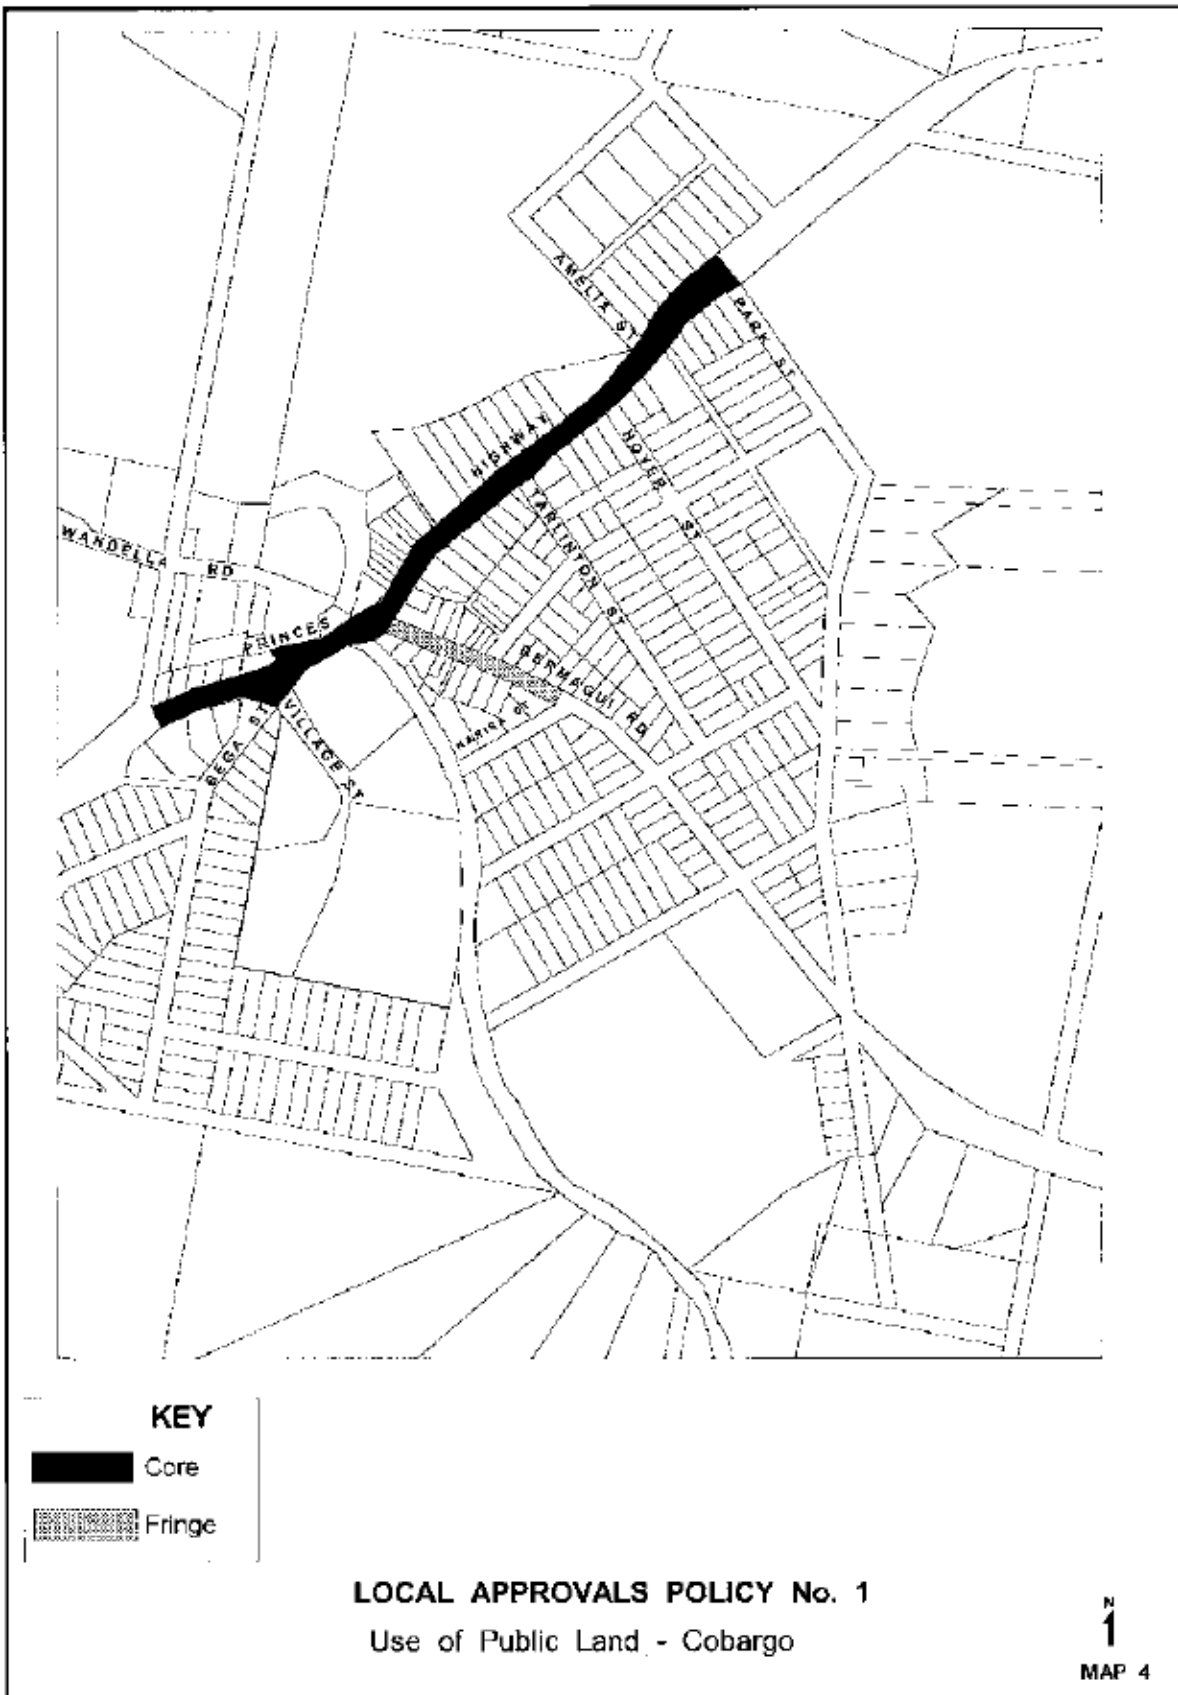 AMELIA ST
PARK ST
HIGHWAY
HOYER ST
TARLINTON ST
WANDELLA RD
PRINCES
BERMAGUI RD
BEGA ST
VILLAGE ST
KEY
Core
Fringe
LOCAL APPROVALS POLICY No. 1
Use of Public Land - Cobargo
N
MAP 4